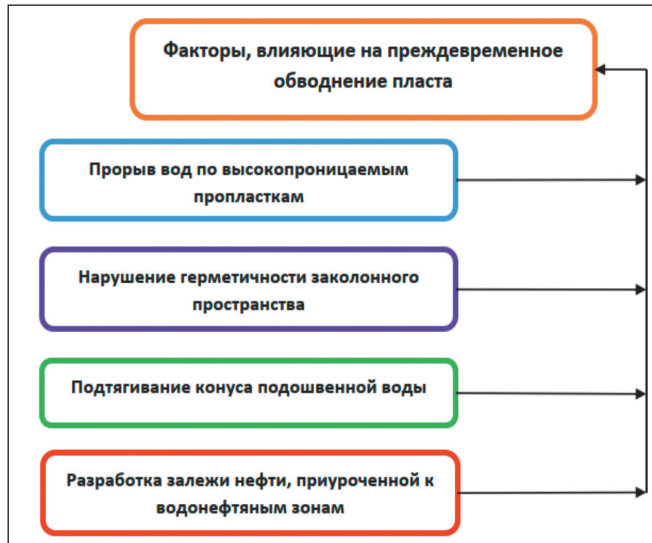 Факторы, влияющие на преждевременное
обводнение пласта
Прорыв вод по высокопроницаемым
пропласткам
Нарушение герметичности заколонного
пространства
Подтягивание конуса подошвенной воды
Разработка залежи нефти, приуроченной к
водонефтяным зонам